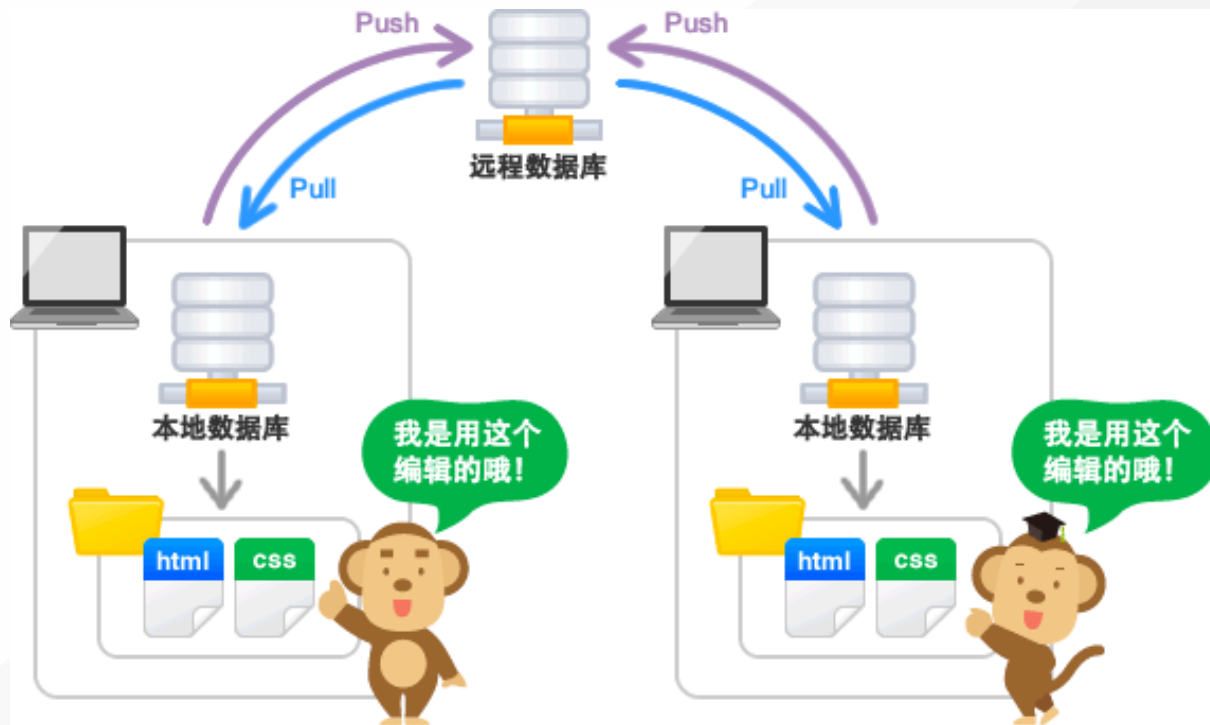 Push
Push
远程数据库
Pull
Pull
本地数据库
本地数据库
我是用这个
编辑的哦!
我是用这个
编辑的哦!
html
css
html
css